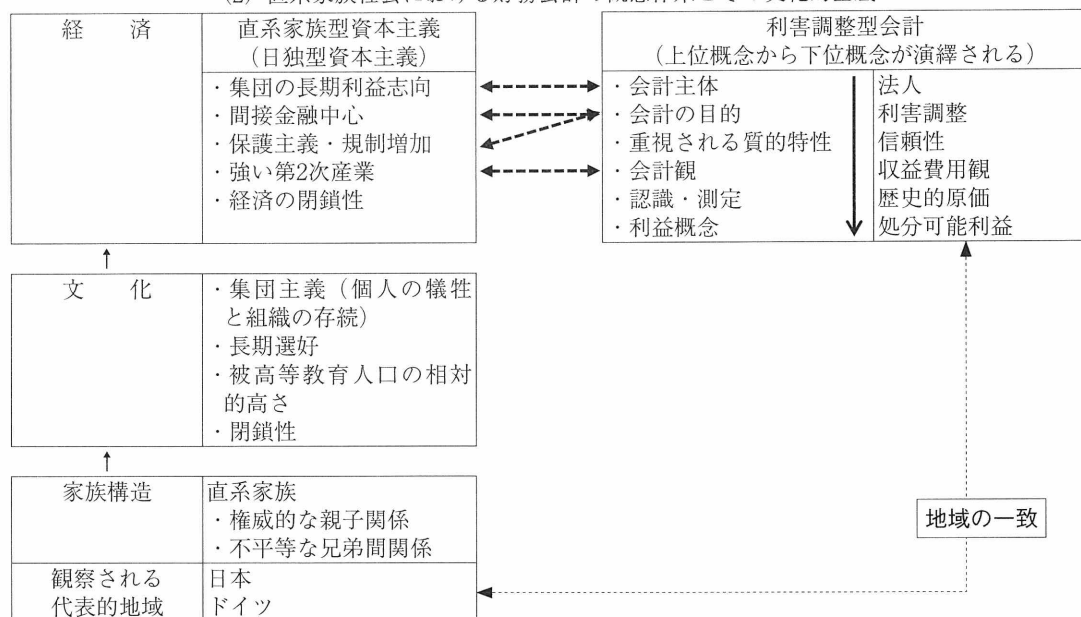 経　済
直系家族型資本主義
(日独型資本主義)
・集団の長期利益志向
・間接金融中心
・保護主義・規制増加
・強い第2次産業
・経済の閉鎖性
利害調整型会計
(上位概念から下位概念が演繹される)
・会計主体　法人
・会計の目的　利害調整
・重視される質的特性　信頼性
・会計観　収益費用観
・認識・測定　歴史的原価
・利益概念　処分可能利益
文　化
・集団主義（個人の犠牲
と組織の存続）
・長期選好
・被高等教育人口の相対
的高さ
・閉鎖性
家族構造
直系家族
・権威的な親子関係
・不平等な兄弟間関係
地域の一致
観察される
代表的地域
日本
ドイツ